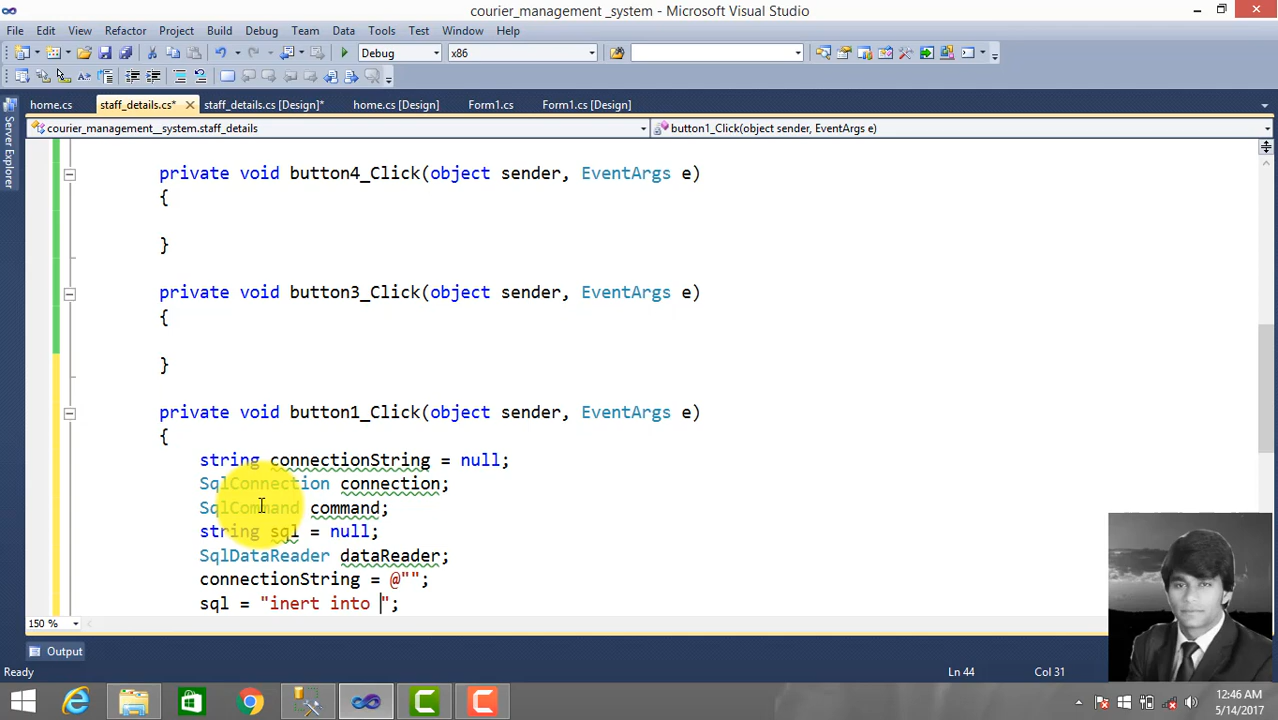 courier_management _system - Microsoft Visual Studio
File Edit View Refactor Project Build Debug Team Data Tools Test Window Help
Debug x86
home.cs staff_details.cs* staff_details.cs [Design]* home.cs [Design] Form1.cs Form1.cs [Design]
courier_management__system.staff_details button1_Click(object sender, EventArgs e)
Server Explorer
private void button4_Click(object sender, EventArgs e)
{
}
private void button3_Click(object sender, EventArgs e)
{
}
private void button1_Click(object sender, EventArgs e)
{
string connectionString = null;
SqlConnection connection;
SqlCommand command;
string sql = null;
SqlDataReader dataReader;
connectionString = @"";
sql = "inert into ";
150 %
Output
Ready Ln 44 Col 31
12:46 AM
5/14/2017